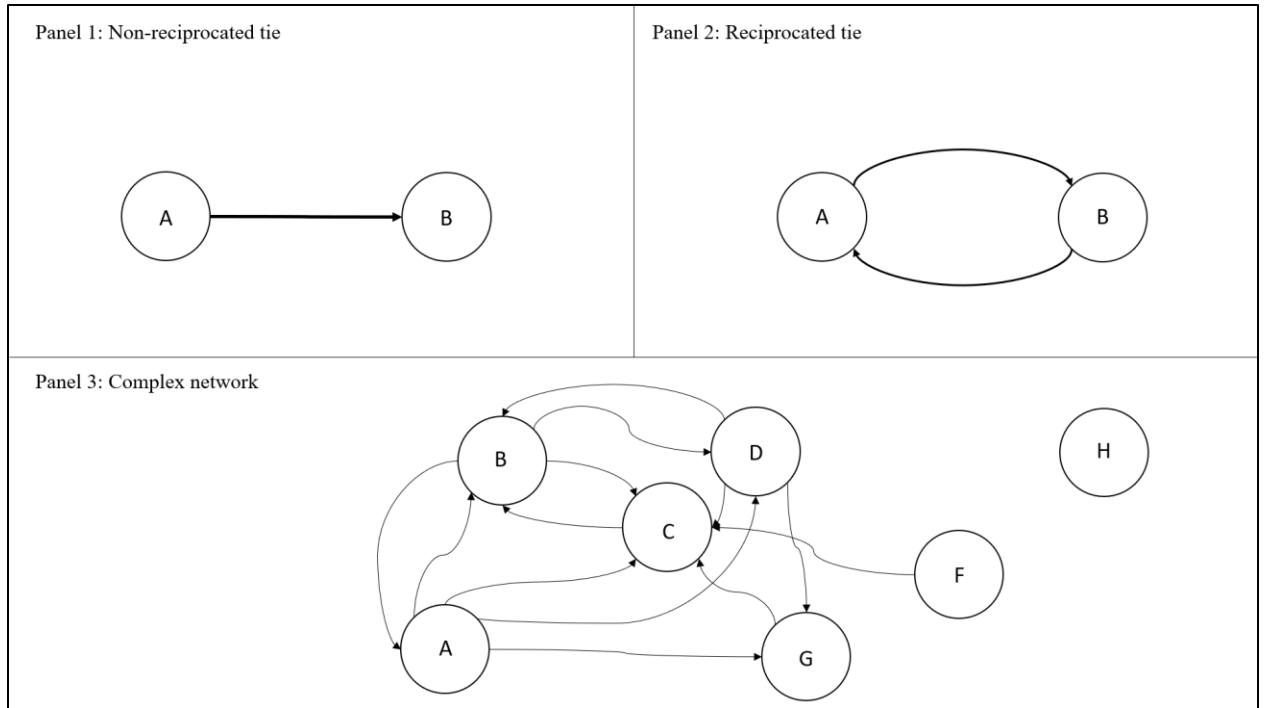 Panel 1: Non-reciprocated tie
A
B
Panel 2: Reciprocated tie
A
B
Panel 3: Complex network
B
D
H
C
F
A
G